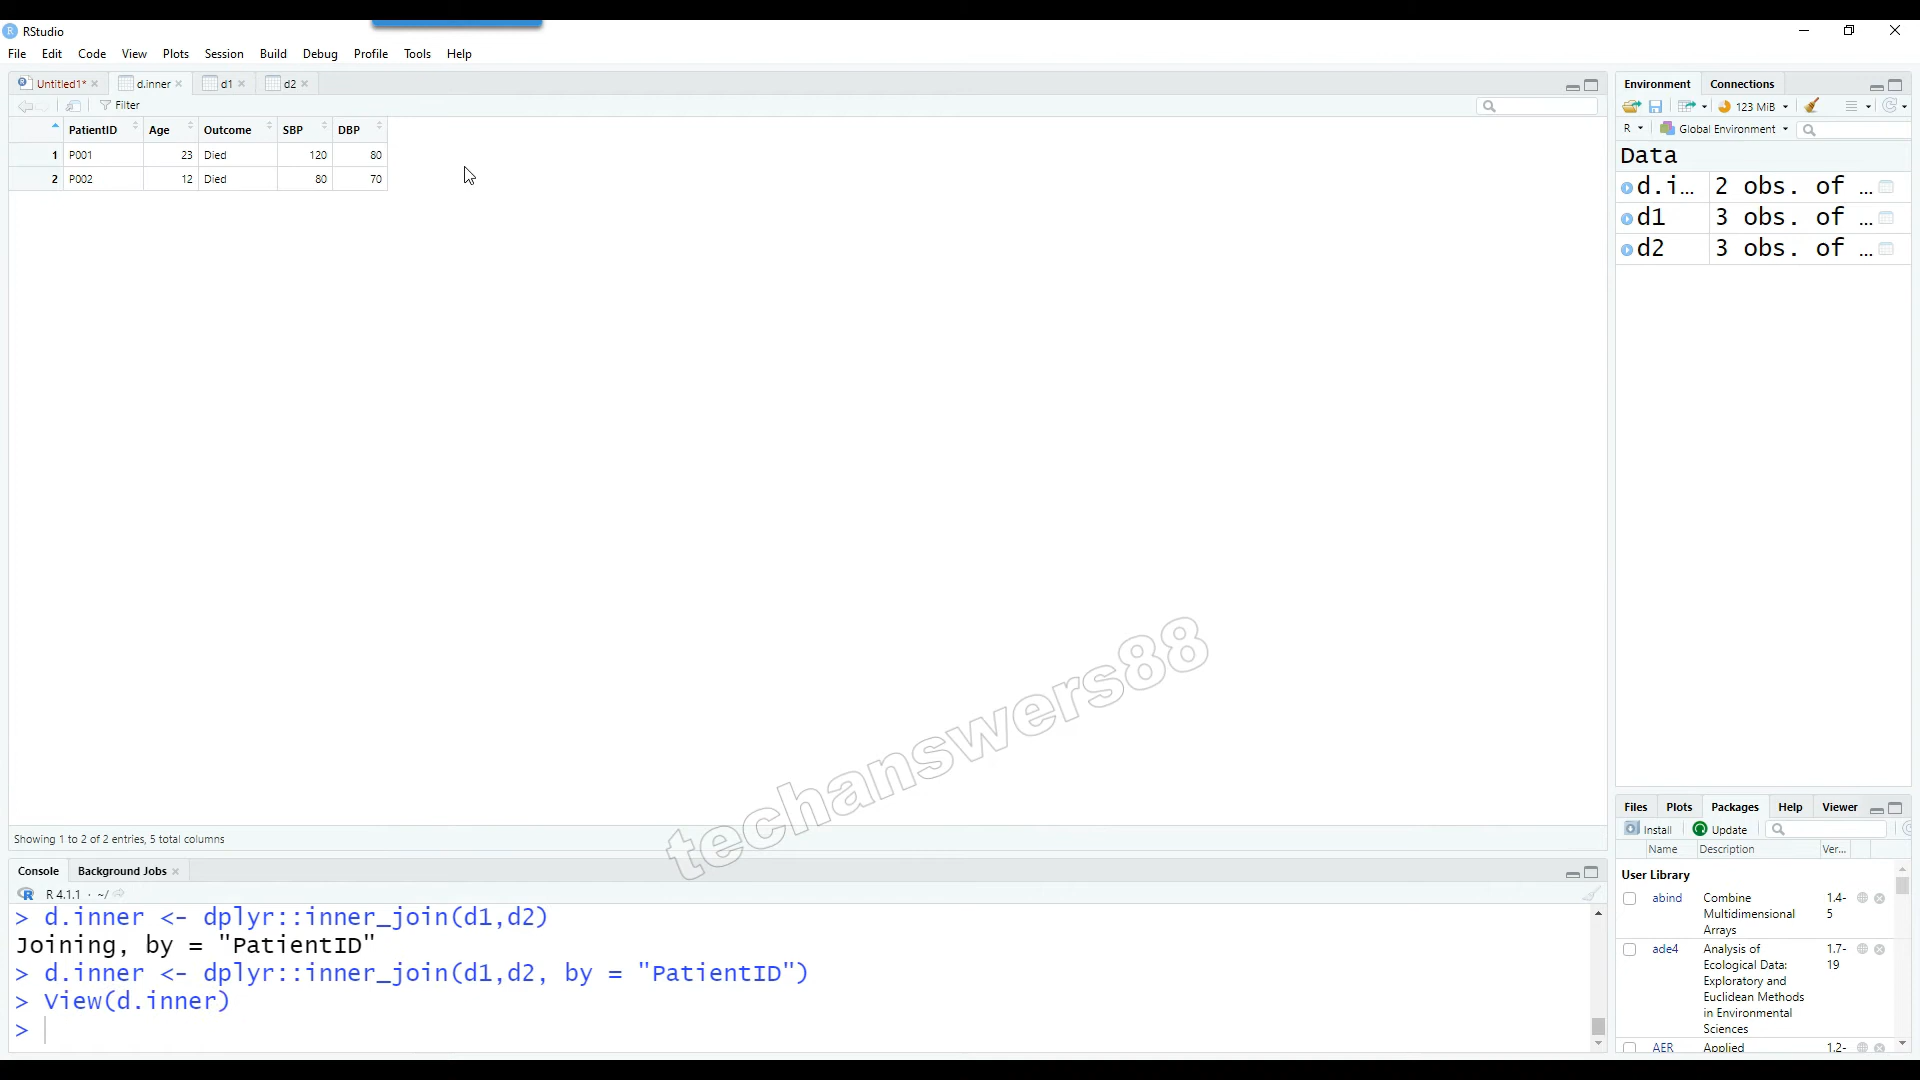 RStudio
File Edit Code View Plots Session Build Debug Profile Tools Help
Untitled1* d.inner d1 d2
Filter
PatientID Age Outcome SBP DBP
1 P001 23 Died 120 80
2 P002 12 Died 80 70
Showing 1 to 2 of 2 entries, 5 total columns
Console Background Jobs
R 4.1.1 · ~/
> d.inner <- dplyr::inner_join(d1,d2)
Joining, by = "PatientID"
> d.inner <- dplyr::inner_join(d1,d2, by = "PatientID")
> View(d.inner)
>
Environment Connections
123 MiB
R Global Environment
Data
d.i... 2 obs. of ...
d1 3 obs. of ...
d2 3 obs. of ...
Files Plots Packages Help Viewer
Install Update
Name Description Ver...
User Library
abind Combine 1.4-
Multidimensional 5
Arrays
ade4 Analysis of 1.7-
Ecological Data: 19
Exploratory and
Euclidean Methods
in Environmental
Sciences
AER Applied 1.2-
techanswers88